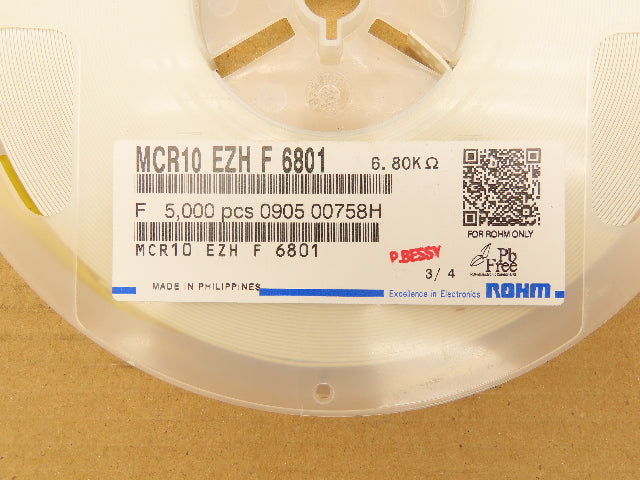 MCR10 EZH F 6801 6.80KΩ
F 5,000 pcs 0905 00758H
FOR ROHM ONLY
MCR10 EZH F 6801
P.BESSY
Pb
Free
3/ 4
MADE IN PHILIPPINES
Excellence in Electronics ROHM